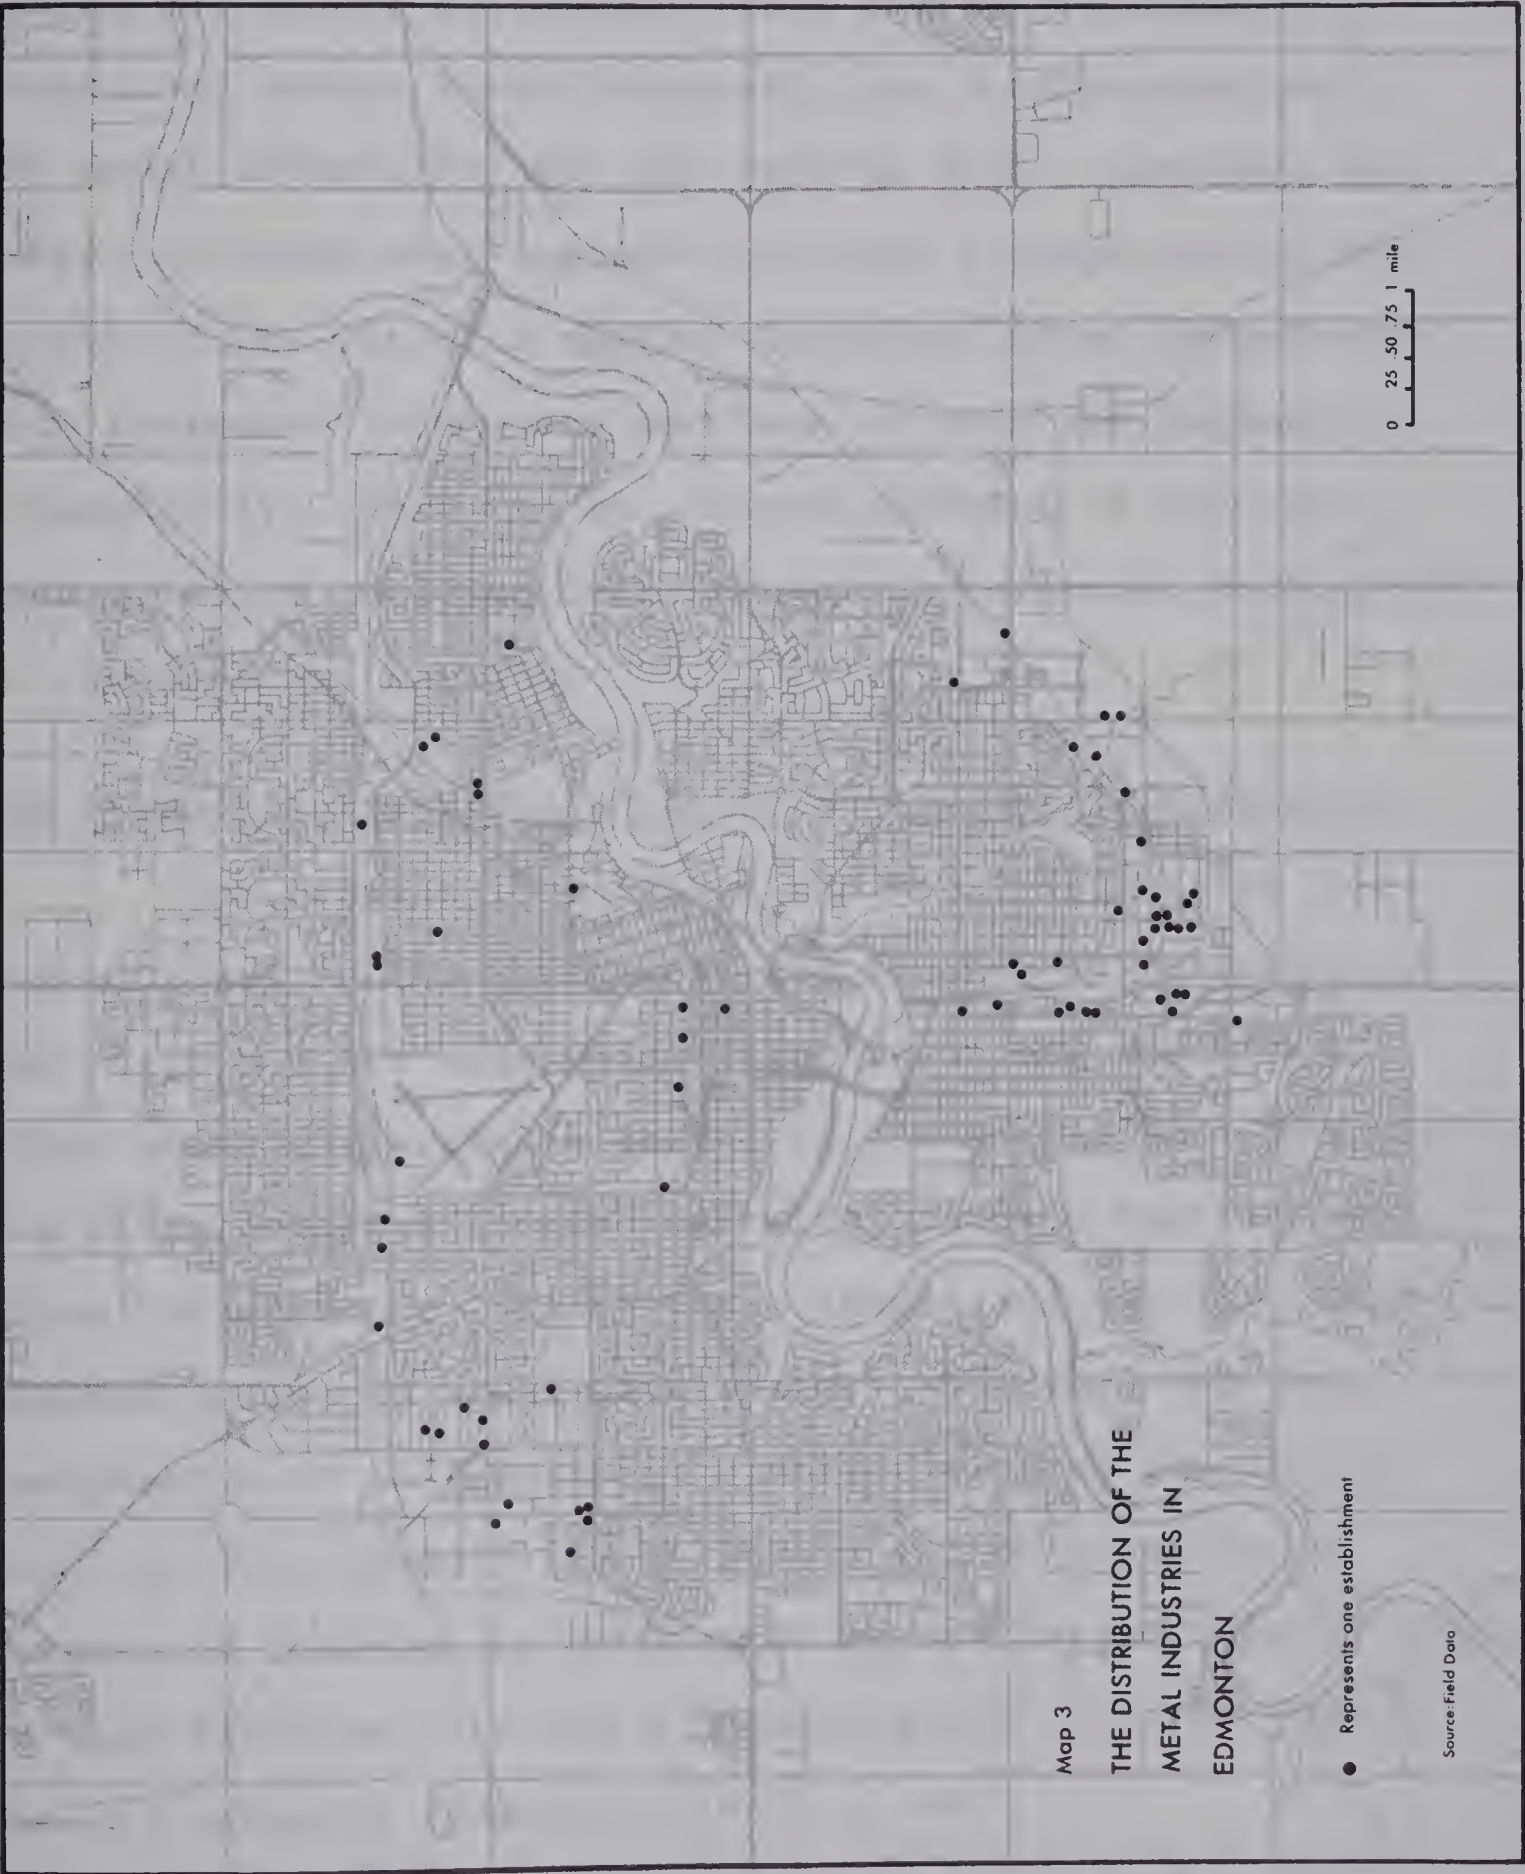 Map 3
THE DISTRIBUTION OF THE
METAL INDUSTRIES IN
EDMONTON
● Represents one establishment
Source: Field Data
0 25 .50 .75 1 mile